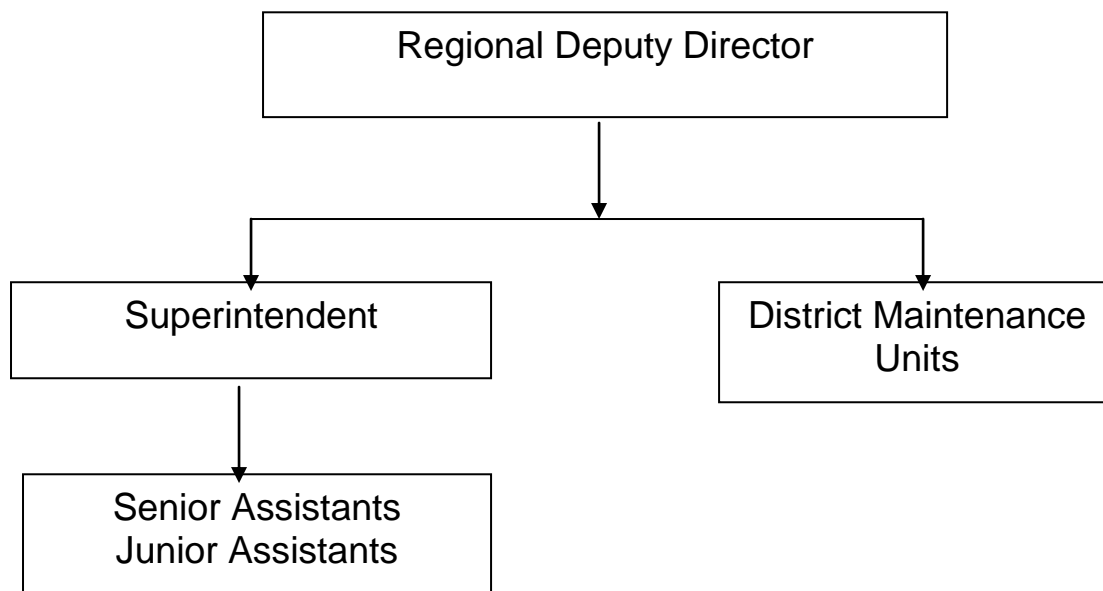 Regional Deputy Director
Superintendent
District Maintenance
Units
Senior Assistants
Junior Assistants